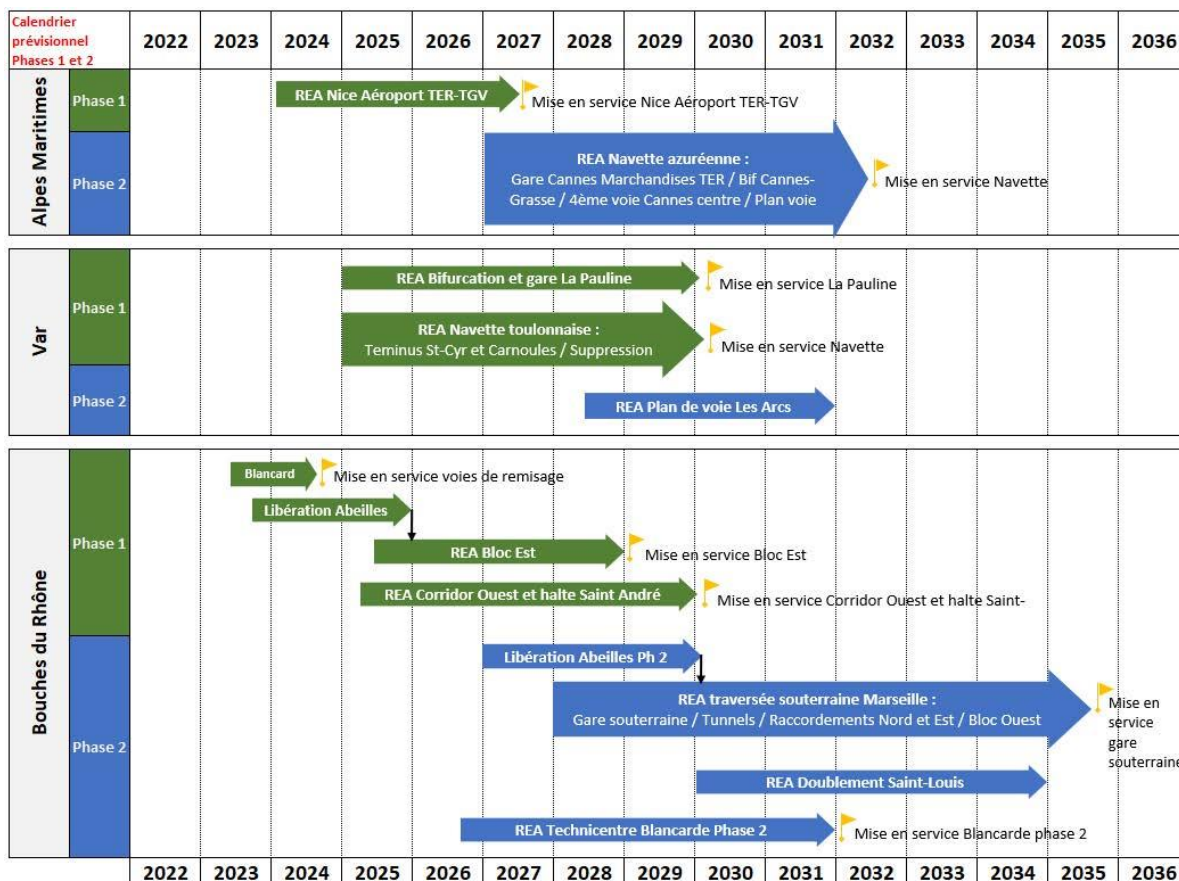 Calendrier
prévisionnel
Phases 1 et 2
2022 2023 2024 2025 2026 2027 2028 2029 2030 2031 2032 2033 2034 2035 2036
Alpes Maritimes
Phase 1
REA Nice Aéroport TER-TGV
Mise en service Nice Aéroport TER-TGV
Phase 2
REA Navette azuréenne :
Gare Cannes Marchandises TER / Bif Cannes-
Grasse / 4ème voie Cannes centre / Plan voie
Mise en service Navette
Var
Phase 1
REA Bifurcation et gare La Pauline
Mise en service La Pauline
REA Navette toulonnaise :
Teminus St-Cyr et Carnoules / Suppression
Mise en service Navette
Phase 2
REA Plan de voie Les Arcs
Bouches du Rhône
Phase 1
Blancard
Mise en service voies de remisage
Libération Abeilles
REA Bloc Est
Mise en service Bloc Est
REA Corridor Ouest et halte Saint André
Mise en service Corridor Ouest et halte Saint-
Phase 2
Libération Abeilles Ph 2
REA traversée souterraine Marseille :
Gare souterraine / Tunnels / Raccordements Nord et Est / Bloc Ouest
Mise en
service
gare
souterraine
REA Doublement Saint-Louis
REA Technicentre Blancarde Phase 2
Mise en service Blancarde phase 2
2022 2023 2024 2025 2026 2027 2028 2029 2030 2031 2032 2033 2034 2035 2036